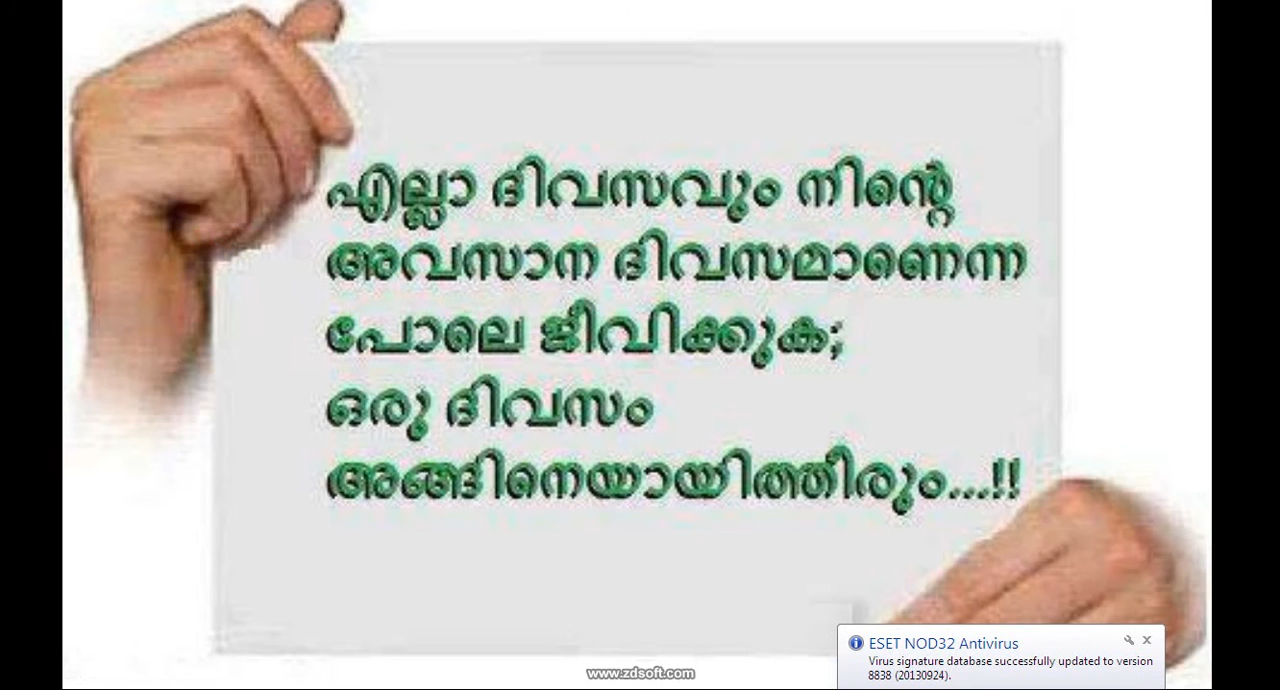 എല്ലാ ദിവസവും നിന്റെ
അവസാന ദിവസമാണെന്ന
പോലെ ജീവിക്കുക;
ഒരു ദിവസം
അങ്ങിനെയായിത്തീരും...!!
ESET NOD32 Antivirus
Virus signature database successfully updated to version
8838 (20130924).
www.zdsoft.com